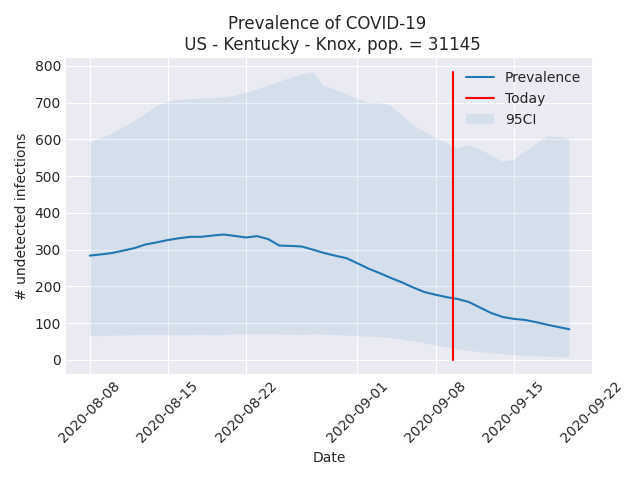 Prevalence of COVID-19
US - Kentucky - Knox, pop. = 31145
800
700
600
500
400
300
200
100
0
# undetected infections
Prevalence
Today
95CI
2020-08-08
2020-08-15
2020-08-22
2020-09-01
2020-09-08
2020-09-15
2020-09-22
Date